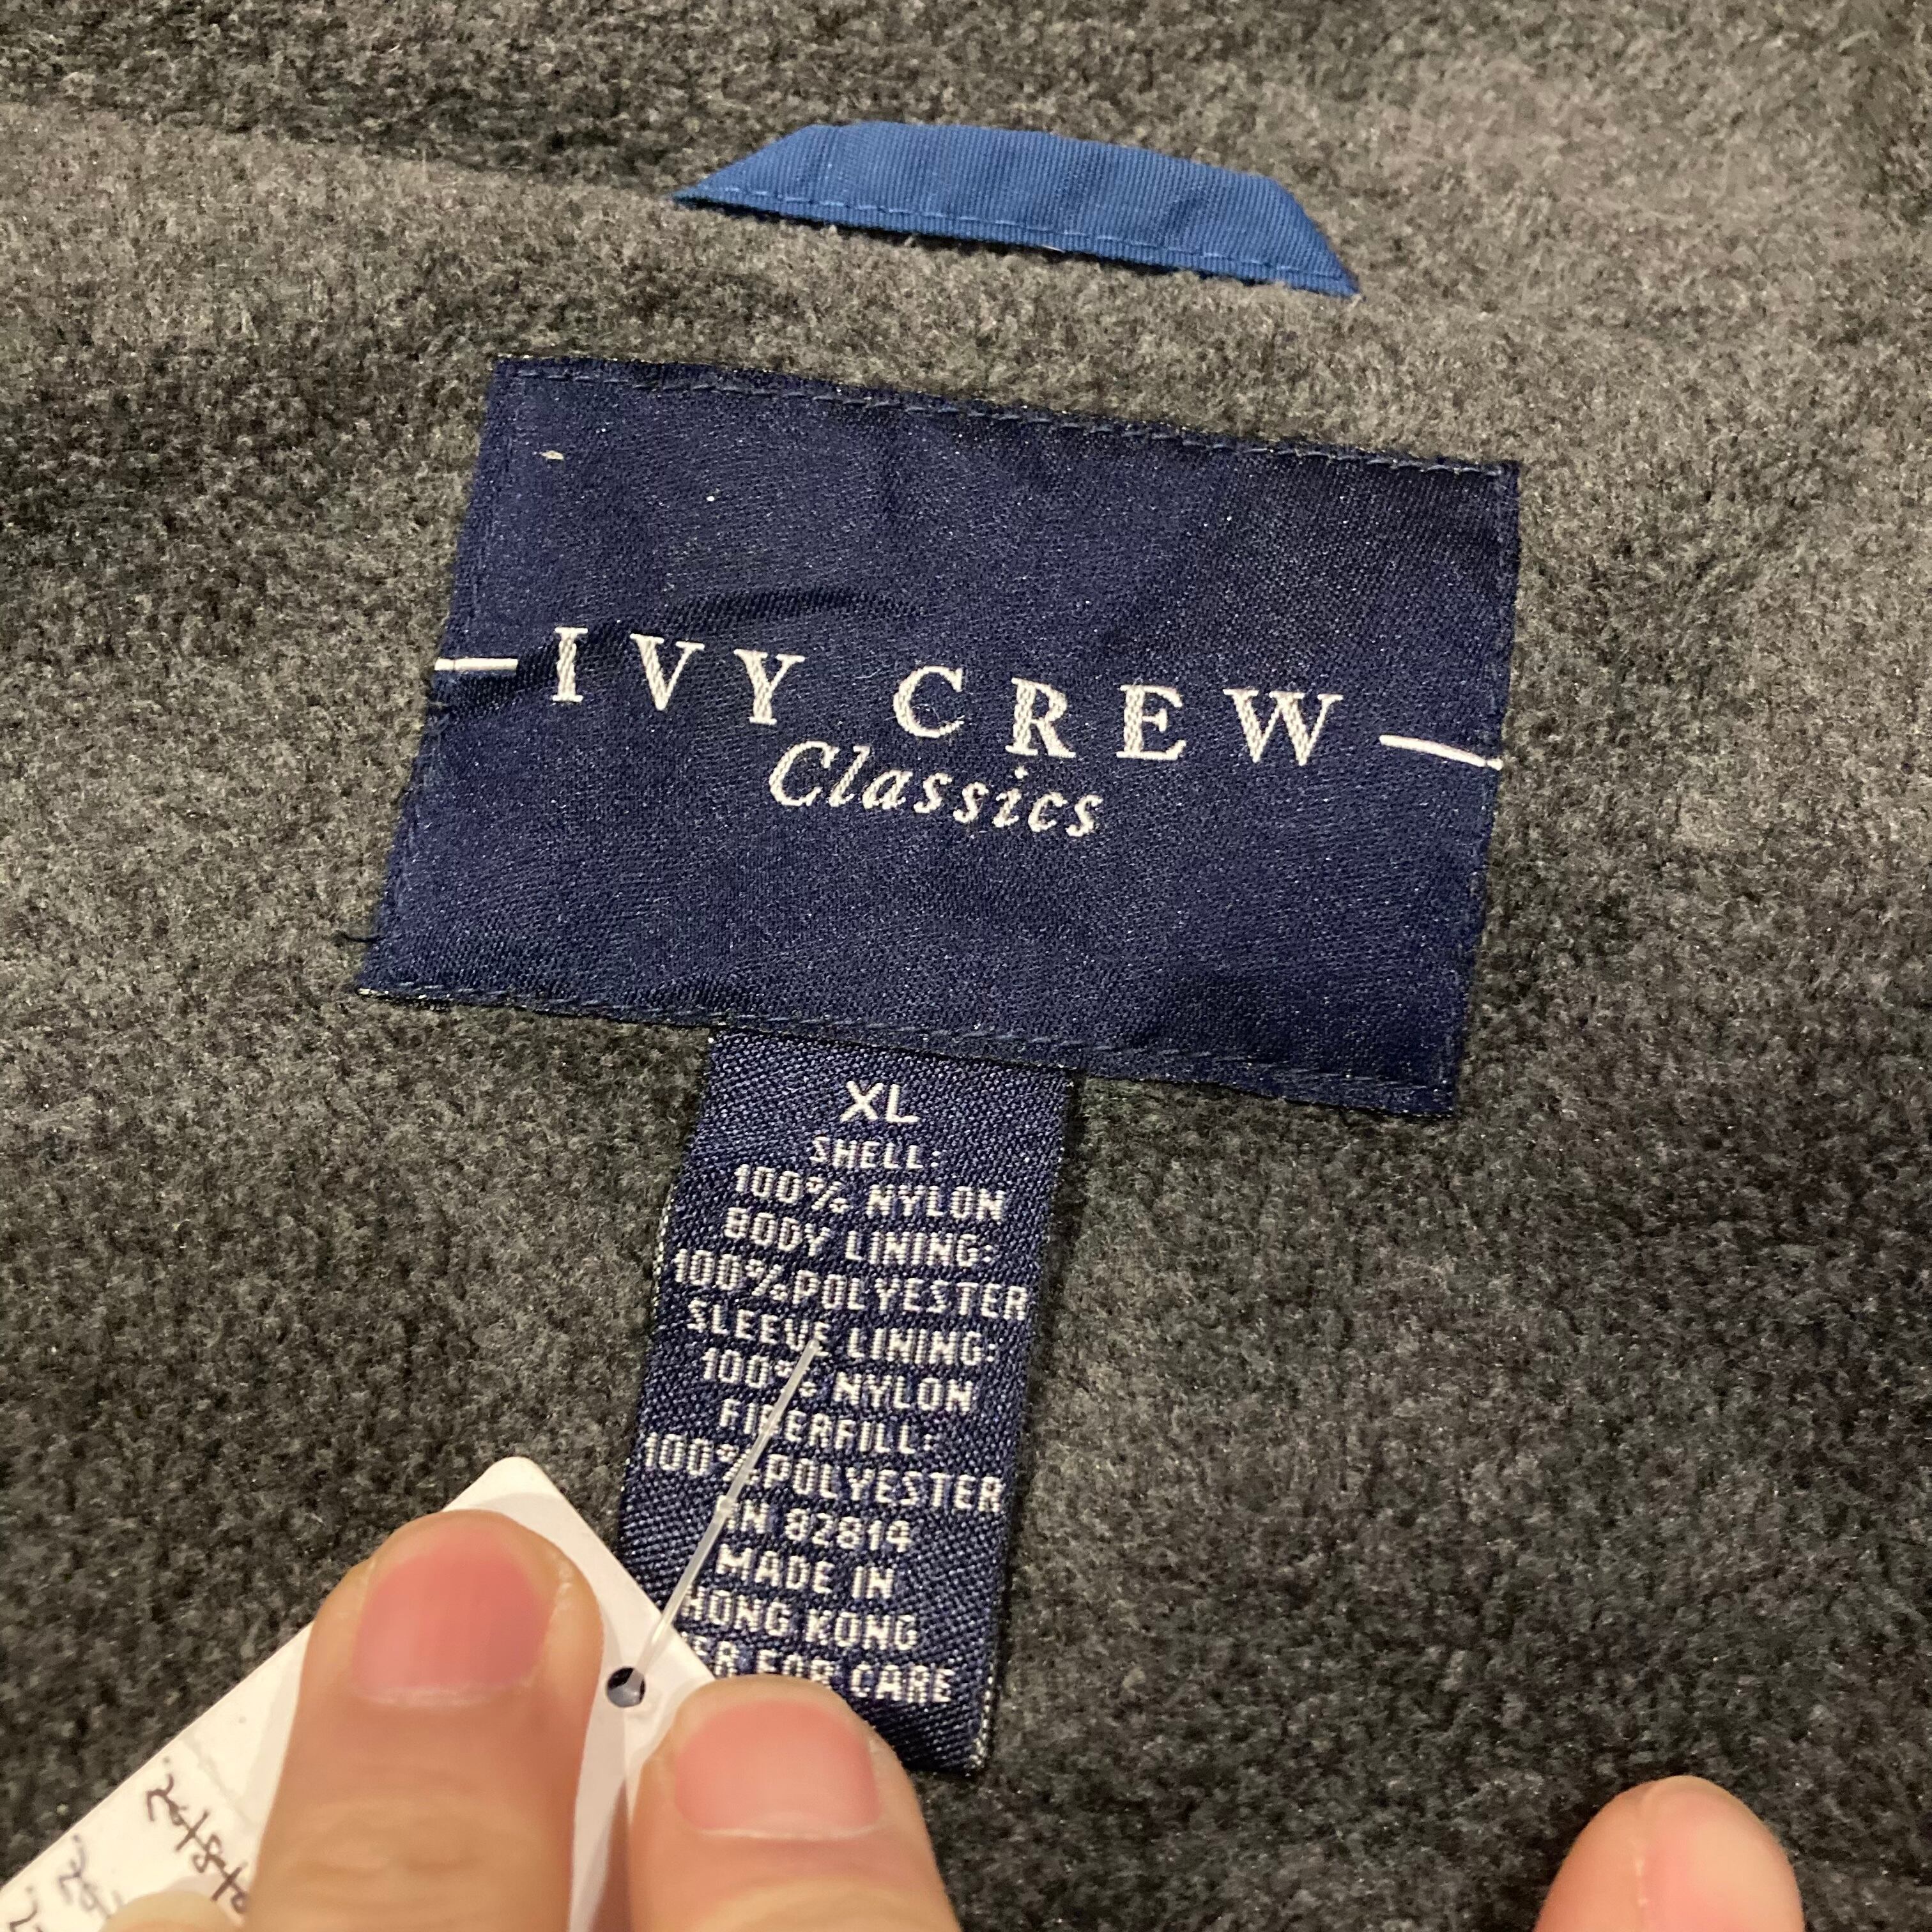 IVY CREW
Classics
XL
SHELL:
100% NYLON
BODY LINING:
100% POLYESTER
SLEEVE LINING:
100% NYLON
FIBERFILL:
100% POLYESTER
82814
MADE IN
HONG KONG
FOR CARE